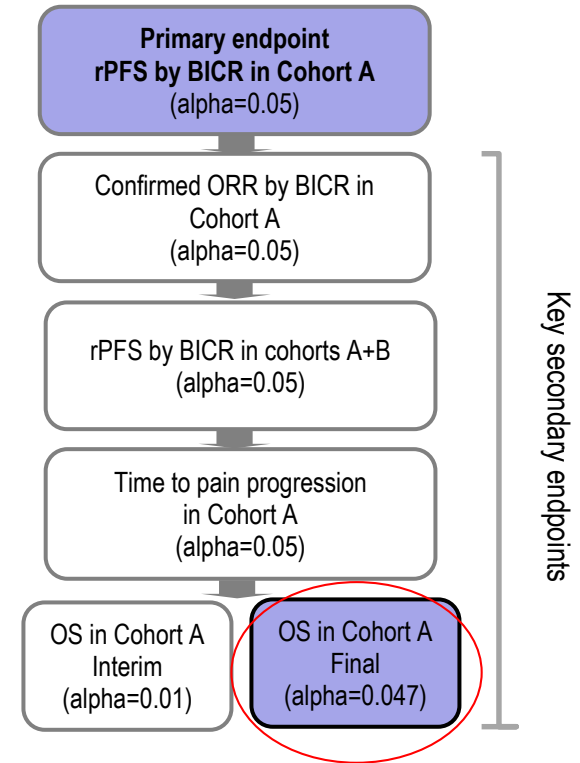 Primary endpoint
rPFS by BICR in Cohort A
(alpha=0.05)
Confirmed ORR by BICR in
Cohort A
(alpha=0.05)
rPFS by BICR in cohorts A+B
(alpha=0.05)
Time to pain progression
in Cohort A
(alpha=0.05)
OS in Cohort A
Interim
(alpha=0.01)
OS in Cohort A
Final
(alpha=0.047)
Key secondary endpoints